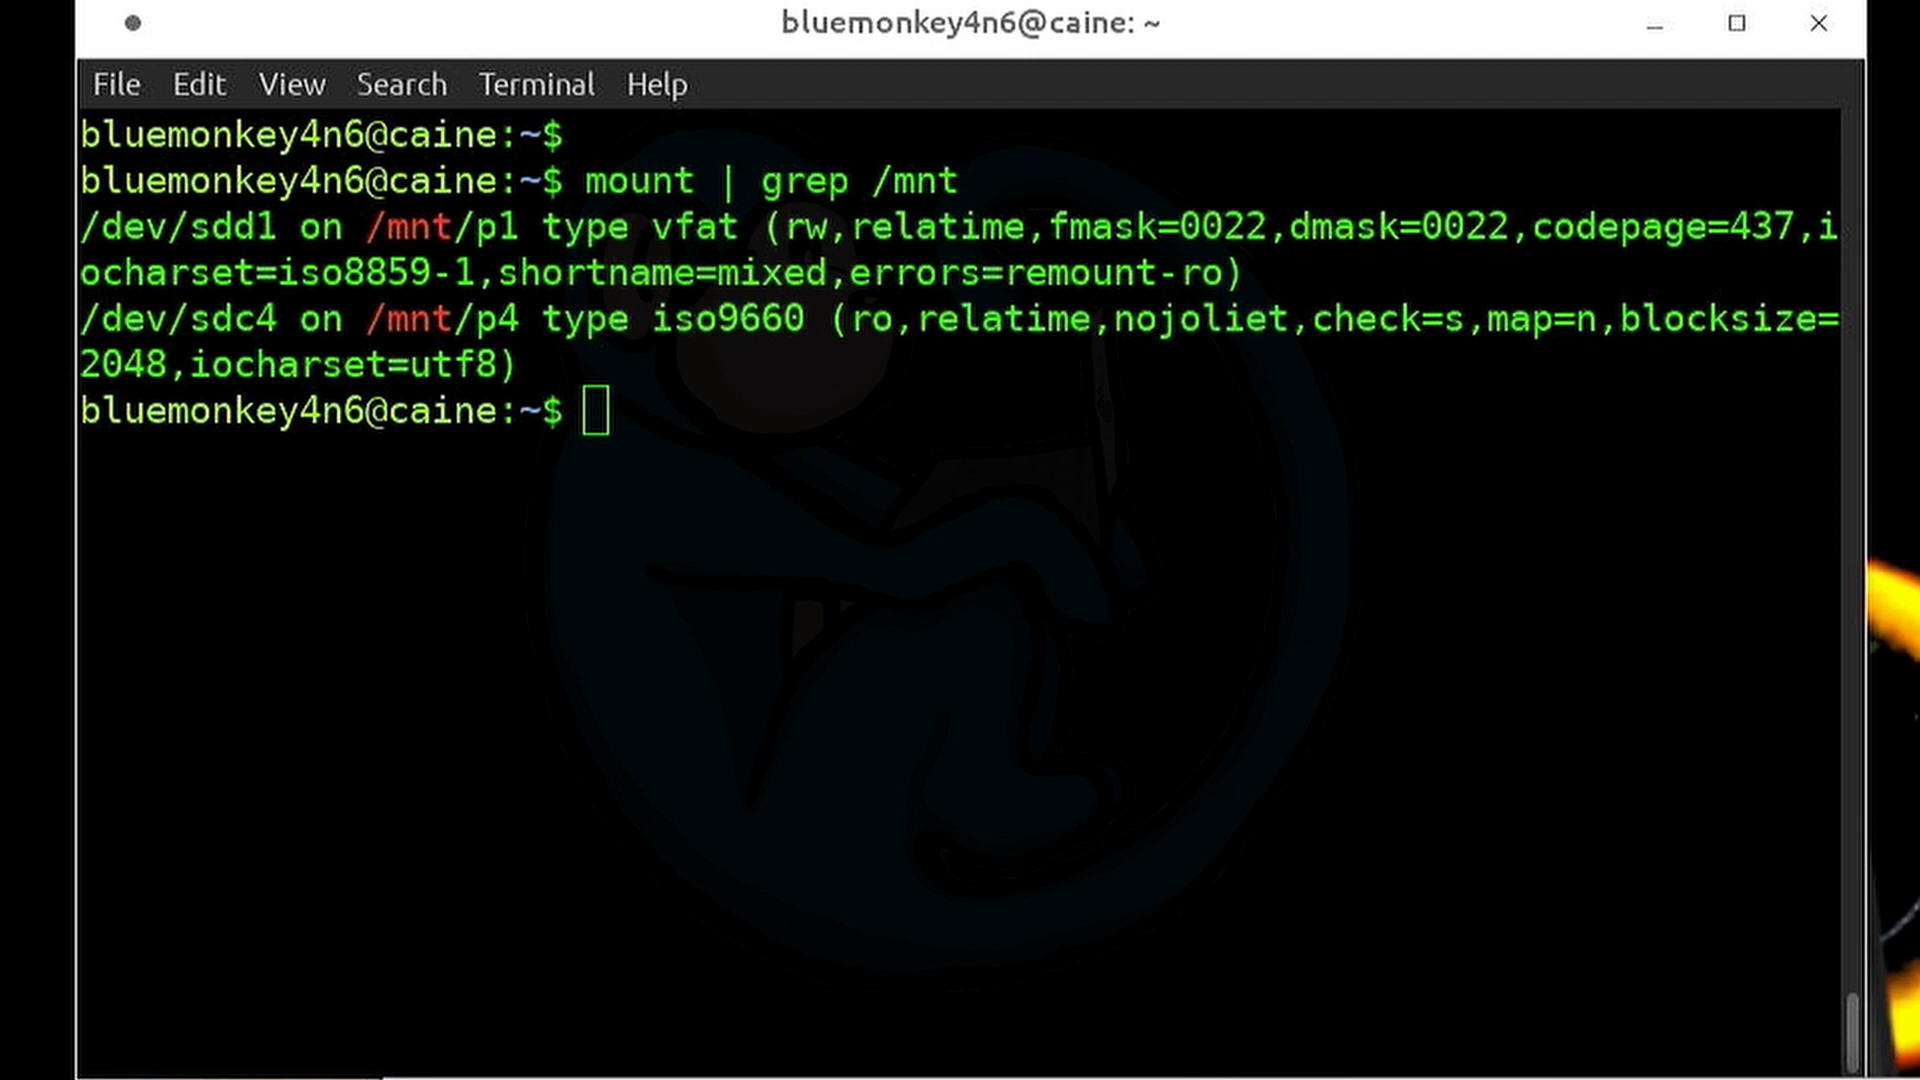 bluemonkey4n6@caine: ~
File Edit View Search Terminal Help
bluemonkey4n6@caine:~$
bluemonkey4n6@caine:~$ mount | grep /mnt
/dev/sdd1 on /mnt/p1 type vfat (rw,relatime,fmask=0022,dmask=0022,codepage=437,i
ocharset=iso8859-1,shortname=mixed,errors=remount-ro)
/dev/sdc4 on /mnt/p4 type iso9660 (ro,relatime,nojoliet,check=s,map=n,blocksize=
2048,iocharset=utf8)
bluemonkey4n6@caine:~$